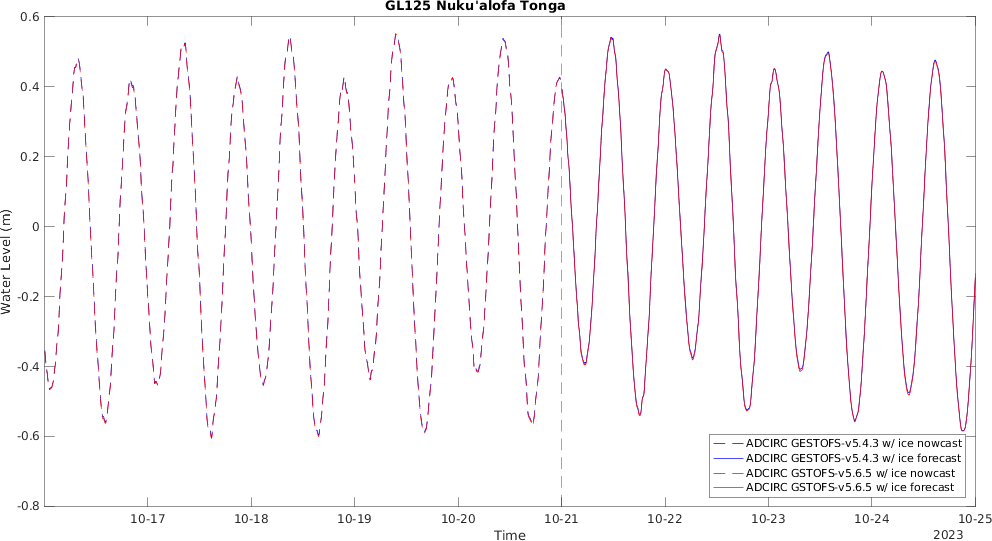 GL125 Nuku'alofa Tonga
0.6
0.4
0.2
0
-0.2
-0.4
-0.6
-0.8
Water Level (m)
ADCIRC GESTOFS-v5.4.3 w/ ice nowcast
ADCIRC GESTOFS-v5.4.3 w/ ice forecast
ADCIRC GSTOFS-v5.6.5 w/ ice nowcast
ADCIRC GSTOFS-v5.6.5 w/ ice forecast
10-17 10-18 10-19 10-20 10-21 10-22 10-23 10-24 10-25
Time
2023